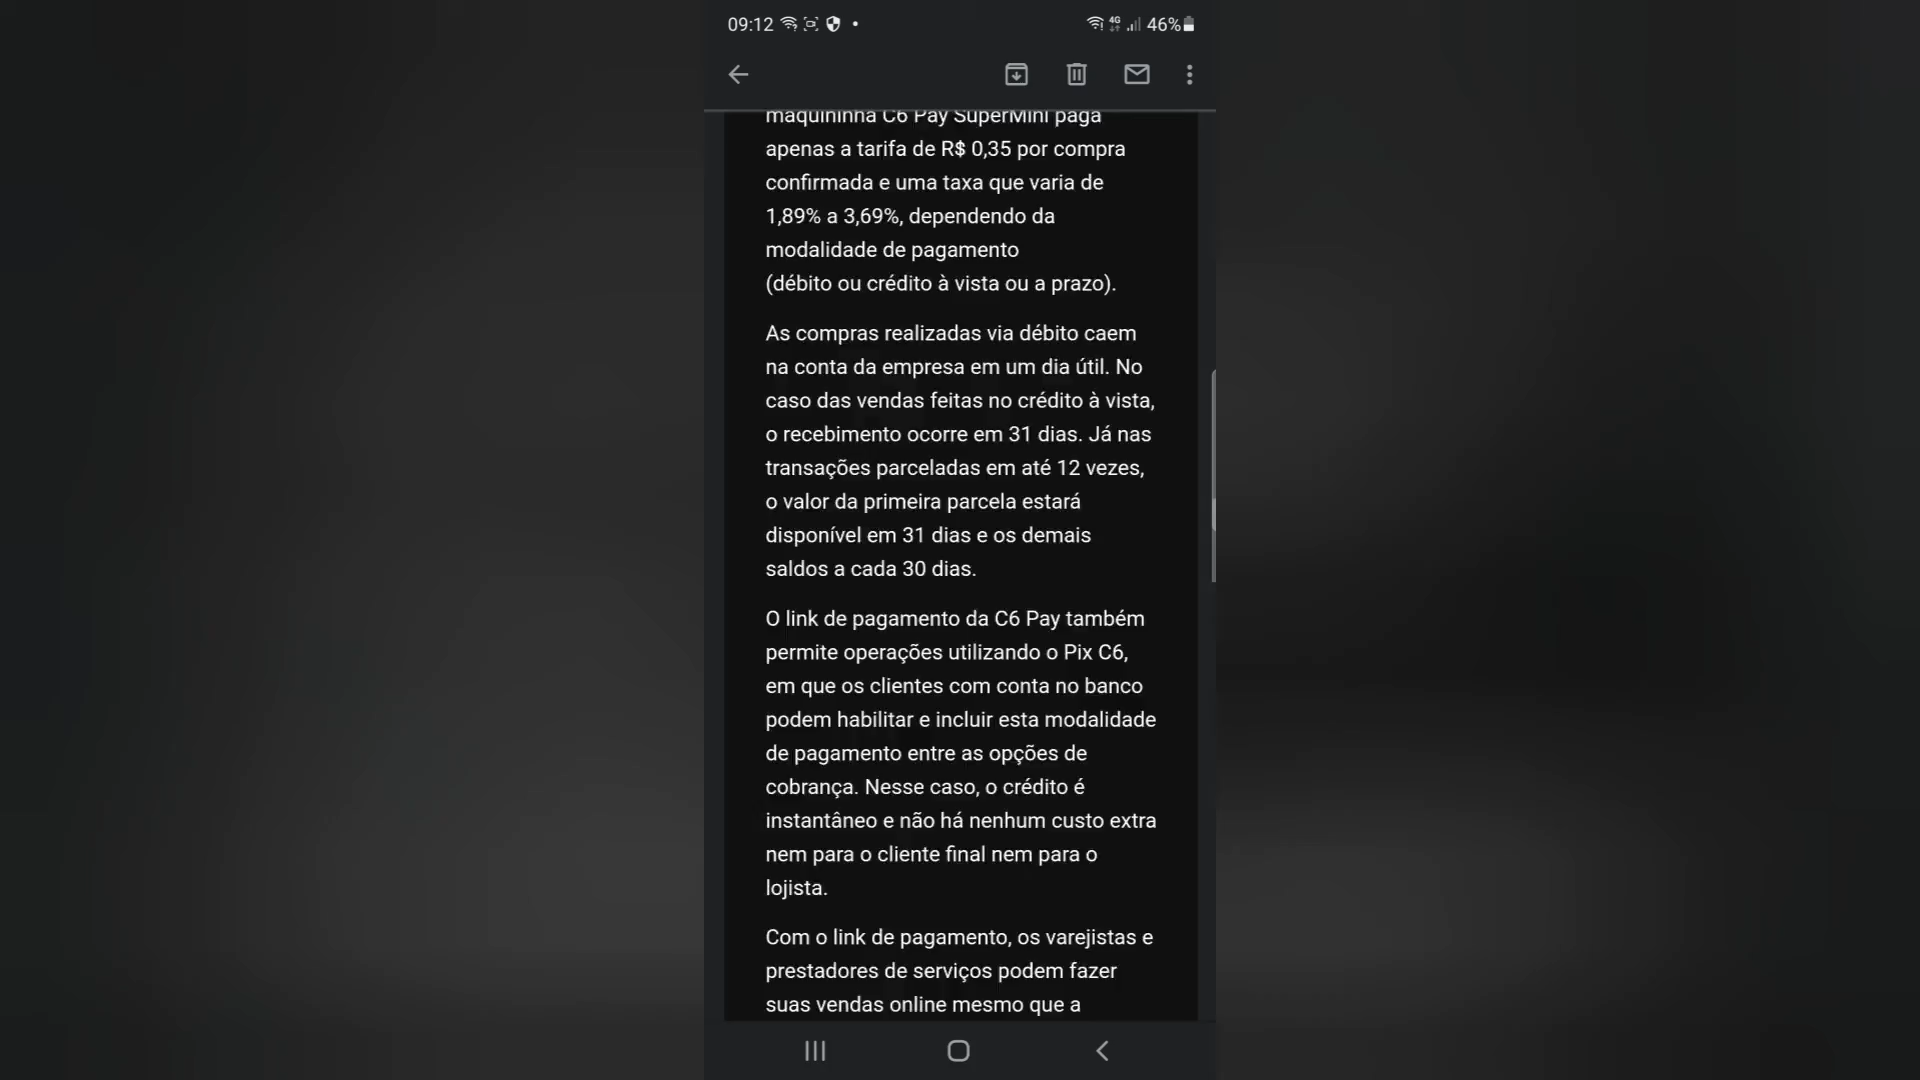 09:12
4G
46%
maquininha C6 Pay SuperMini paga
apenas a tarifa de R$ 0,35 por compra
confirmada e uma taxa que varia de
1,89% a 3,69%, dependendo da
modalidade de pagamento
(débito ou crédito à vista ou a prazo).
As compras realizadas via débito caem
na conta da empresa em um dia útil. No
caso das vendas feitas no crédito à vista,
o recebimento ocorre em 31 dias. Já nas
transações parceladas em até 12 vezes,
o valor da primeira parcela estará
disponível em 31 dias e os demais
saldos a cada 30 dias.
O link de pagamento da C6 Pay também
permite operações utilizando o Pix C6,
em que os clientes com conta no banco
podem habilitar e incluir esta modalidade
de pagamento entre as opções de
cobrança. Nesse caso, o crédito é
instantâneo e não há nenhum custo extra
nem para o cliente final nem para o
lojista.
Com o link de pagamento, os varejistas e
prestadores de serviços podem fazer
suas vendas online mesmo que a